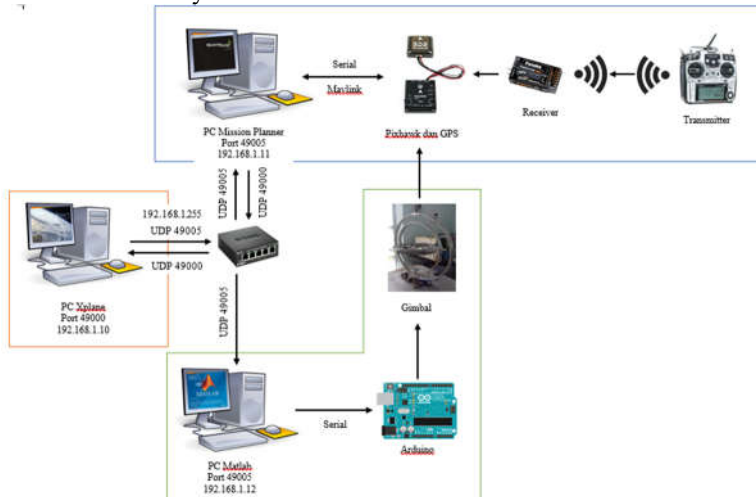 Serial
Mavlink
Receiver
Transmitter
PC Mission Planner
Port 49005
192.168.1.11
Pixhawk dan GPS
UDP 49005
UDP 49000
192.168.1.255
UDP 49005
UDP 49000
PC Xplane
Port 49000
192.168.1.10
UDP 49005
Gimbal
MATLAB
Serial
Arduino
PC Matlab
Port 49005
192.168.1.12